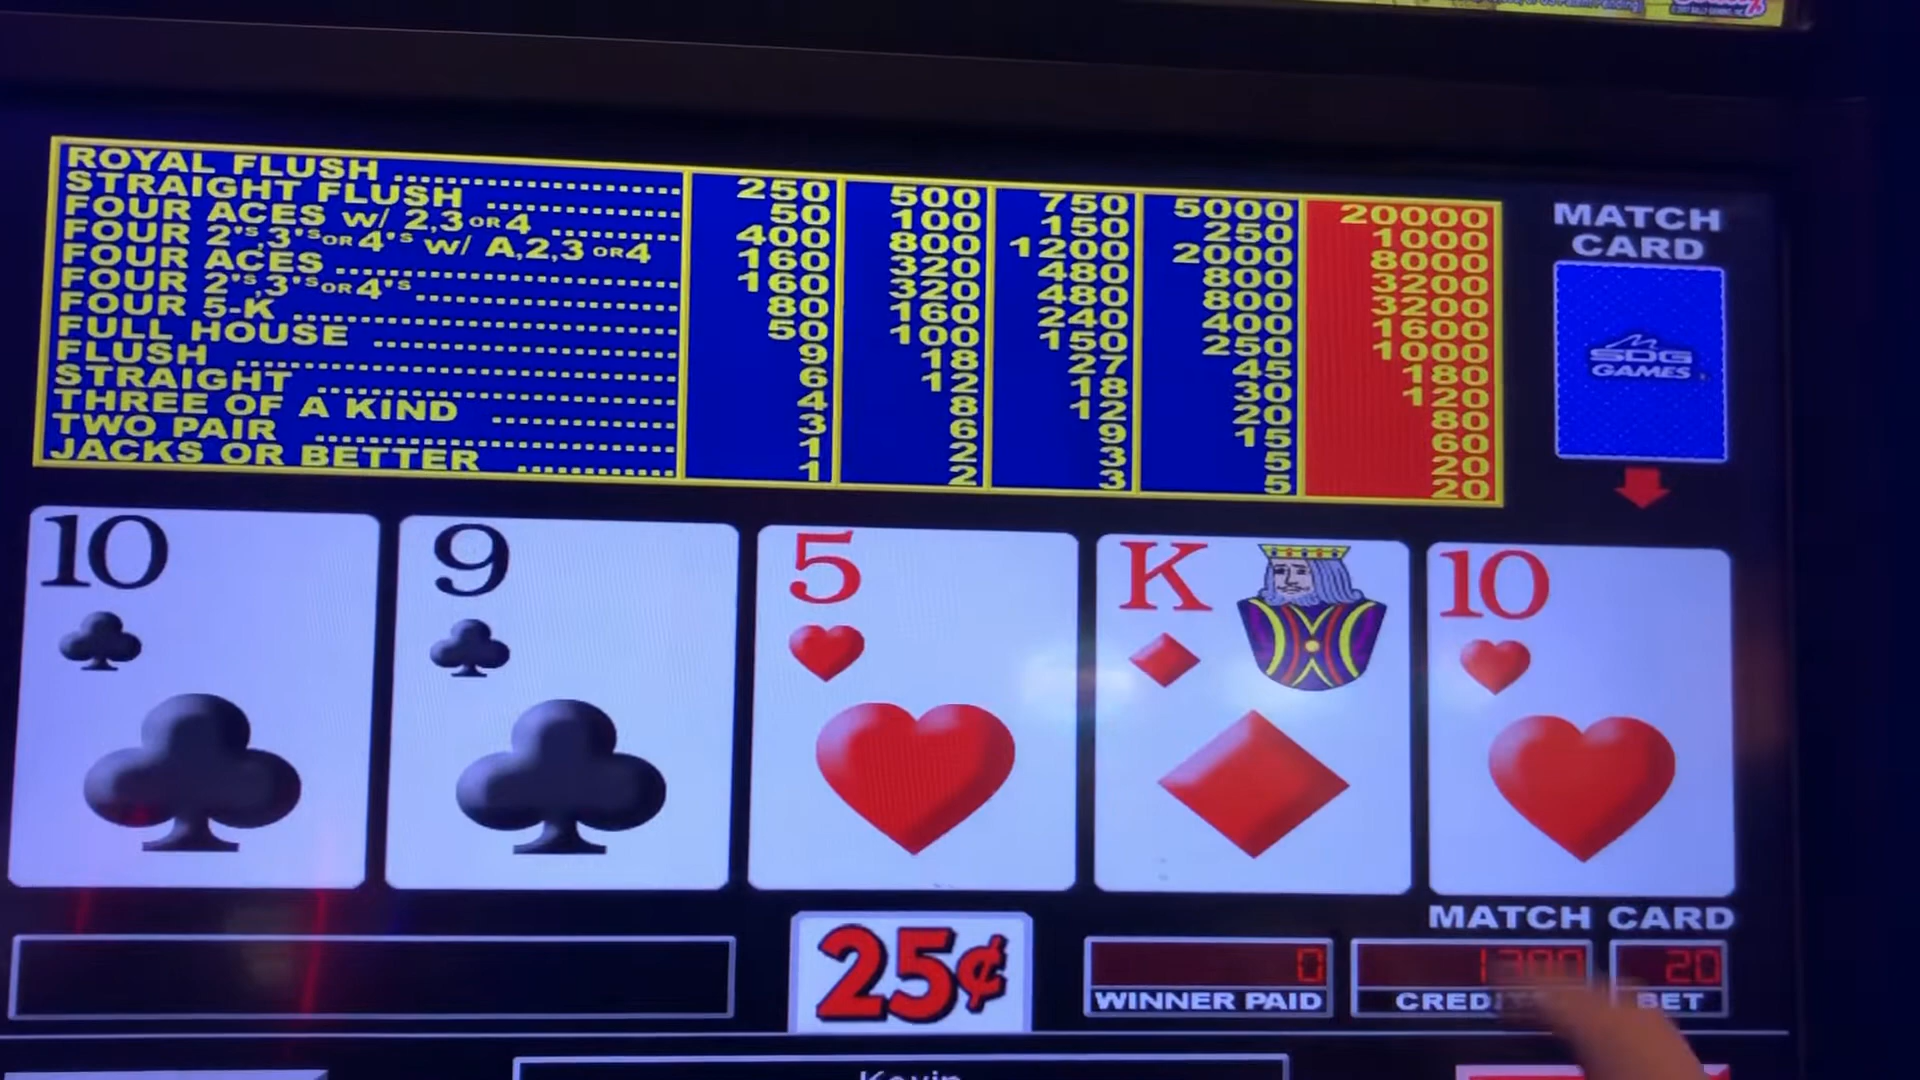 ROYAL FLUSH 250 500 750 5000 20000
STRAIGHT FLUSH 50 100 150 250 1000
FOUR ACES w/ 2,3 OR 4 400 800 1200 2000 8000
FOUR 2's,3's OR 4's w/ A,2,3 OR 4 160 320 480 800 3200
FOUR ACES 160 320 480 800 3200
FOUR 2's,3's OR 4's 80 160 240 400 1600
FOUR 5-K 50 100 150 250 1000
FULL HOUSE 9 18 27 45 180
FLUSH 6 12 18 30 120
STRAIGHT 4 8 12 20 80
THREE OF A KIND 3 6 9 15 60
TWO PAIR 1 2 3 5 20
JACKS OR BETTER 1 2 3 5 20
MATCH
CARD
SDG
GAMES
10 9 5 K 10
MATCH CARD
25¢
0 20
WINNER PAID BET
Kevin